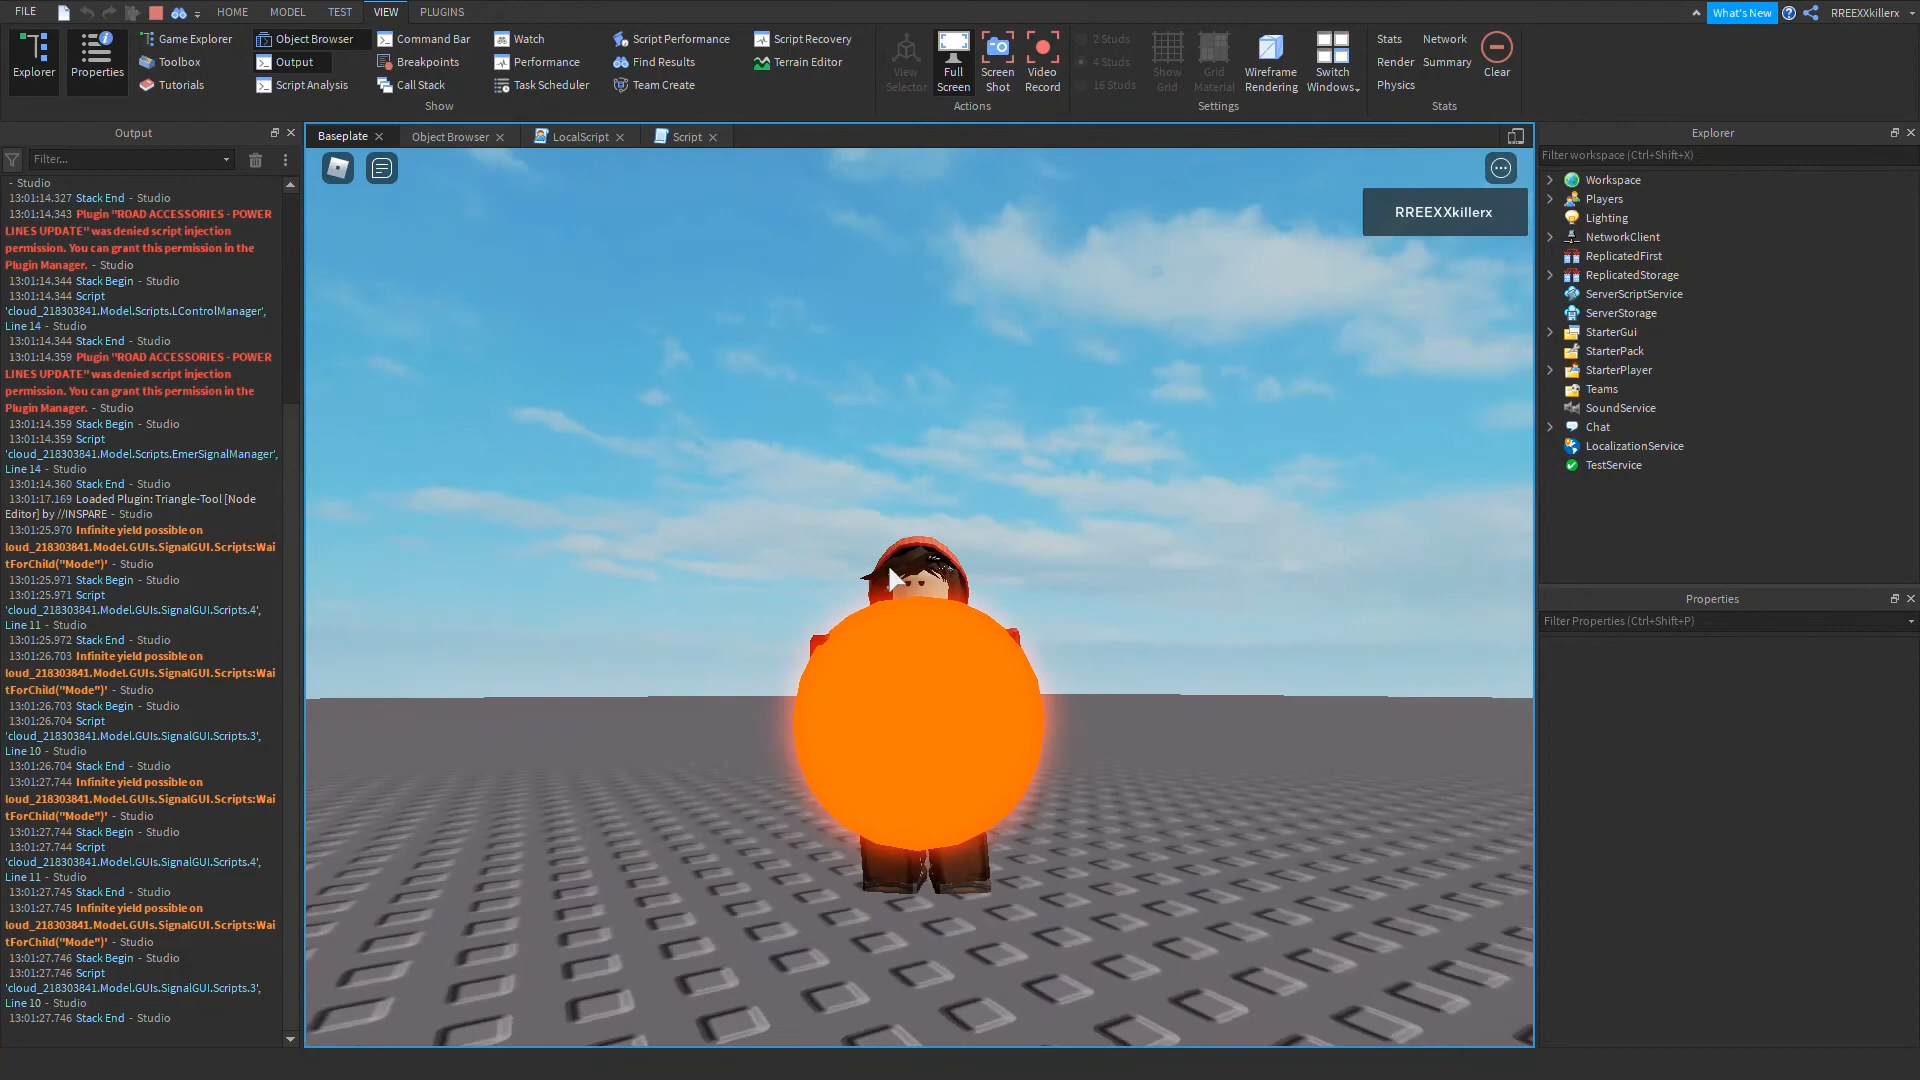 FILE
HOME
MODEL
TEST
VIEW
PLUGINS
What's New
RREEXXkillerx
Explorer
Properties
Game Explorer
Toolbox
Tutorials
Object Browser
Output
Script Analysis
Command Bar
Breakpoints
Call Stack
Watch
Performance
Task Scheduler
Script Performance
Find Results
Team Create
Script Recovery
Terrain Editor
Show
View
Selector
Full
Screen
Screen
Shot
Video
Record
Actions
2 Studs
4 Studs
16 Studs
Show
Grid
Grid
Material
Wireframe
Rendering
Switch
Windows
Settings
Stats
Network
Render
Summary
Physics
Clear
Stats
Output
Filter...
- Studio
13:01:14.327 Stack End - Studio
13:01:14.343 Plugin "ROAD ACCESSORIES - POWER
LINES UPDATE" was denied script injection
permission. You can grant this permission in the
Plugin Manager. - Studio
13:01:14.344 Stack Begin - Studio
13:01:14.344 Script
'cloud_218303841.Model.Scripts.LControlManager',
Line 14 - Studio
13:01:14.344 Stack End - Studio
13:01:14.359 Plugin "ROAD ACCESSORIES - POWER
LINES UPDATE" was denied script injection
permission. You can grant this permission in the
Plugin Manager. - Studio
13:01:14.359 Stack Begin - Studio
13:01:14.359 Script
'cloud_218303841.Model.Scripts.EmerSignalManager',
Line 14 - Studio
13:01:14.360 Stack End - Studio
13:01:17.169 Loaded Plugin: Triangle-Tool [Node
Editor] by //INSPARE - Studio
13:01:25.970 Infinite yield possible on
loud_218303841.Model.GUIs.SignalGUI.Scripts:Wai
tForChild("Mode")' - Studio
13:01:25.971 Stack Begin - Studio
13:01:25.971 Script
'cloud_218303841.Model.GUIs.SignalGUI.Scripts.4',
Line 11 - Studio
13:01:25.972 Stack End - Studio
13:01:26.703 Infinite yield possible on
loud_218303841.Model.GUIs.SignalGUI.Scripts:Wai
tForChild("Mode")' - Studio
13:01:26.703 Stack Begin - Studio
13:01:26.704 Script
'cloud_218303841.Model.GUIs.SignalGUI.Scripts.3',
Line 10 - Studio
13:01:26.704 Stack End - Studio
13:01:27.744 Infinite yield possible on
loud_218303841.Model.GUIs.SignalGUI.Scripts:Wai
tForChild("Mode")' - Studio
13:01:27.744 Stack Begin - Studio
13:01:27.744 Script
'cloud_218303841.Model.GUIs.SignalGUI.Scripts.4',
Line 11 - Studio
13:01:27.745 Stack End - Studio
13:01:27.745 Infinite yield possible on
loud_218303841.Model.GUIs.SignalGUI.Scripts:Wai
tForChild("Mode")' - Studio
13:01:27.746 Stack Begin - Studio
13:01:27.746 Script
'cloud_218303841.Model.GUIs.SignalGUI.Scripts.3',
Line 10 - Studio
13:01:27.746 Stack End - Studio
Baseplate
Object Browser
LocalScript
Script
RREEXXkillerx
Explorer
Filter workspace (Ctrl+Shift+X)
Workspace
Players
Lighting
NetworkClient
ReplicatedFirst
ReplicatedStorage
ServerScriptService
ServerStorage
StarterGui
StarterPack
StarterPlayer
Teams
SoundService
Chat
LocalizationService
TestService
Properties
Filter Properties (Ctrl+Shift+P)